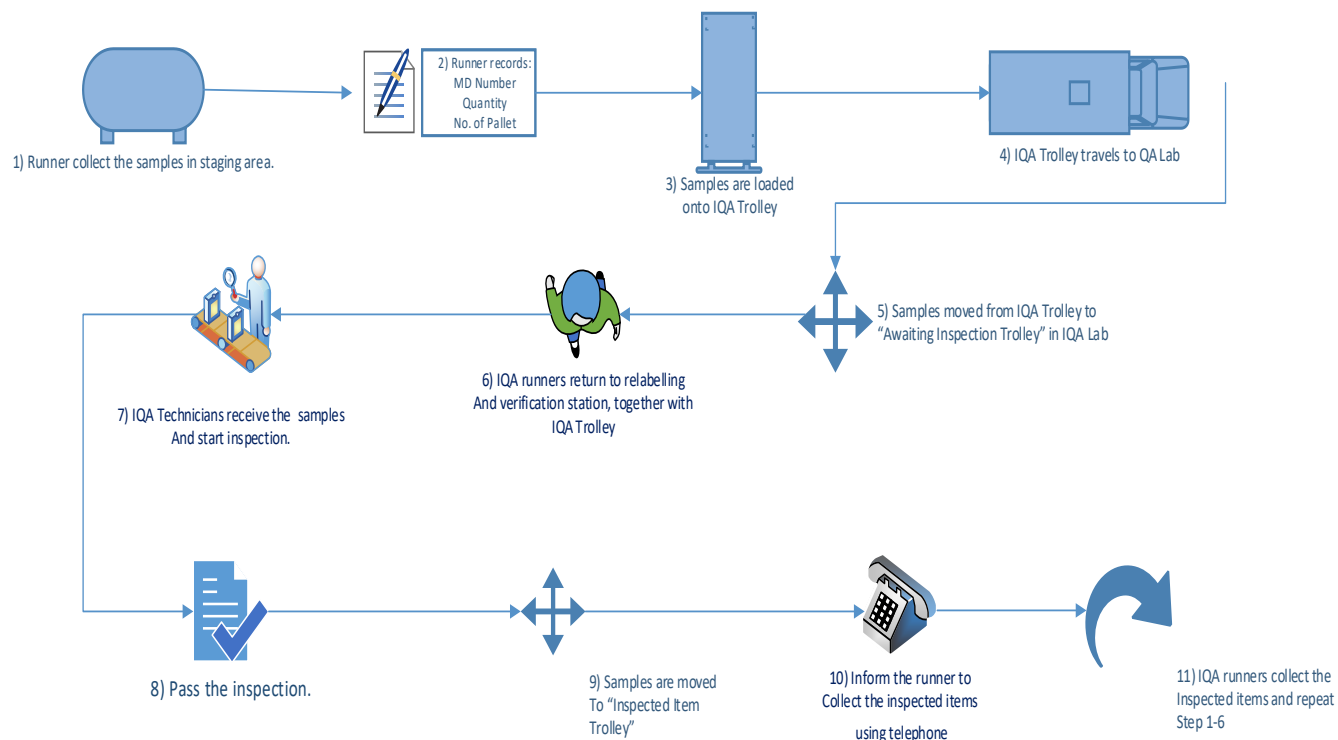 1) Runner collect the samples in staging area.
2) Runner records:
MD Number
Quantity
No. of Pallet
3) Samples are loaded
onto IQA Trolley
4) IQA Trolley travels to QA Lab
5) Samples moved from IQA Trolley to
“Awaiting Inspection Trolley” in IQA Lab
6) IQA runners return to relabelling
And verification station, together with
IQA Trolley
7) IQA Technicians receive the samples
And start inspection.
8) Pass the inspection.
9) Samples are moved
To “Inspected Item
Trolley”
10) Inform the runner to
Collect the inspected items
using telephone
11) IQA runners collect the
Inspected items and repeat
Step 1-6